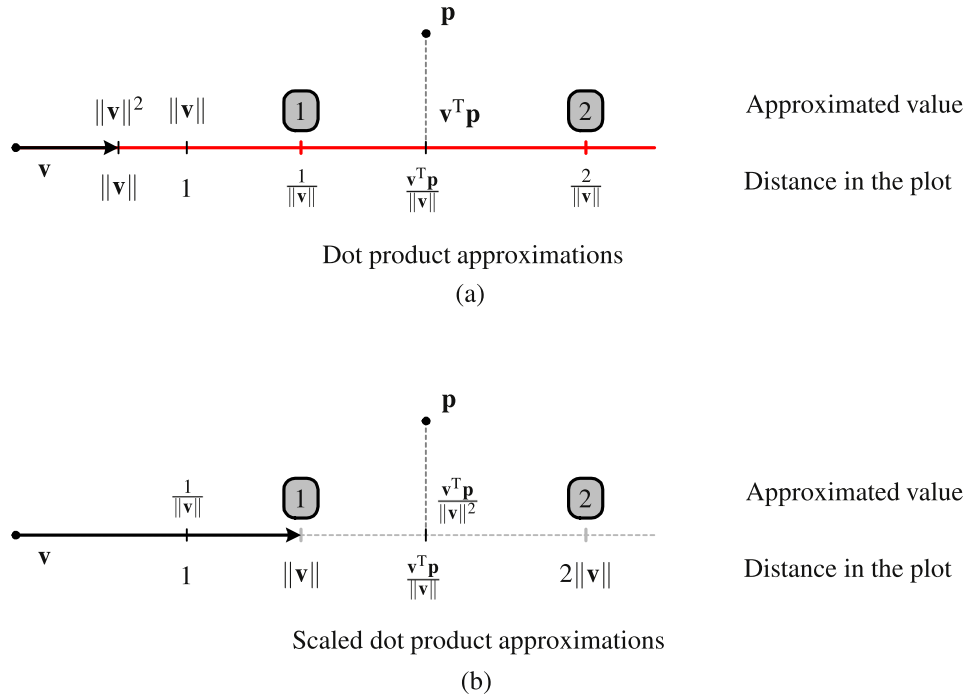 p
‖v‖² ‖v‖ 1 vᵀp 2 Approximated value
v
‖v‖ 1 1/‖v‖ vᵀp/‖v‖ 2/‖v‖ Distance in the plot
Dot product approximations
(a)
p
1/‖v‖ 1 vᵀp/‖v‖² 2 Approximated value
v
1 ‖v‖ vᵀp/‖v‖ 2‖v‖ Distance in the plot
Scaled dot product approximations
(b)